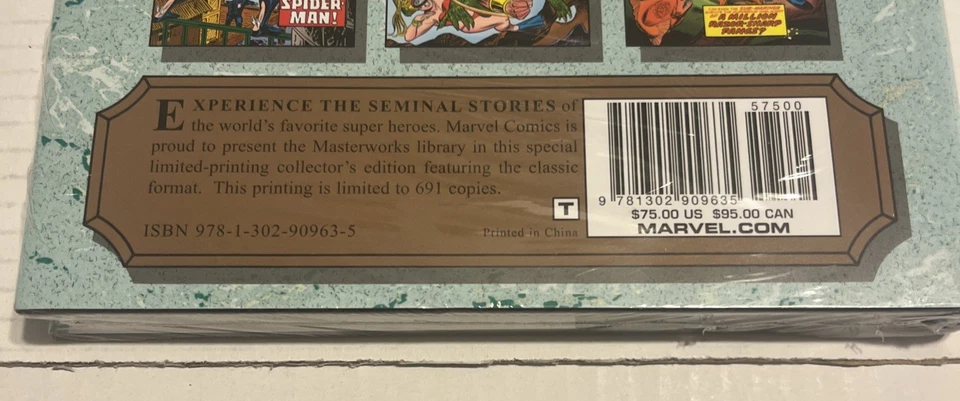 SPIDER-
MAN!
A MILLION
RAZOR-SHARP
FANGS?
EXPERIENCE THE SEMINAL STORIES of
the world's favorite super heroes. Marvel Comics is
proud to present the Masterworks library in this special
limited-printing collector's edition featuring the classic
format. This printing is limited to 691 copies.
ISBN 978-1-302-90963-5
T
Printed in China
57500
9 781302 909635
$75.00 US $95.00 CAN
MARVEL.COM